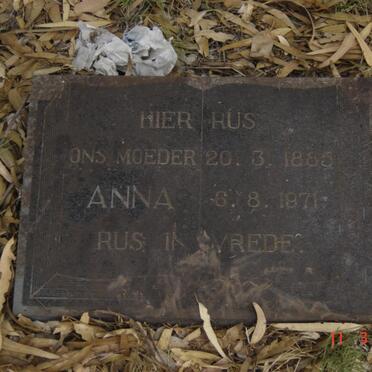 HIER RUS
ONS MOEDER 20. 3. 1885
ANNA 6. 8. 1971
RUS IN VREDE.